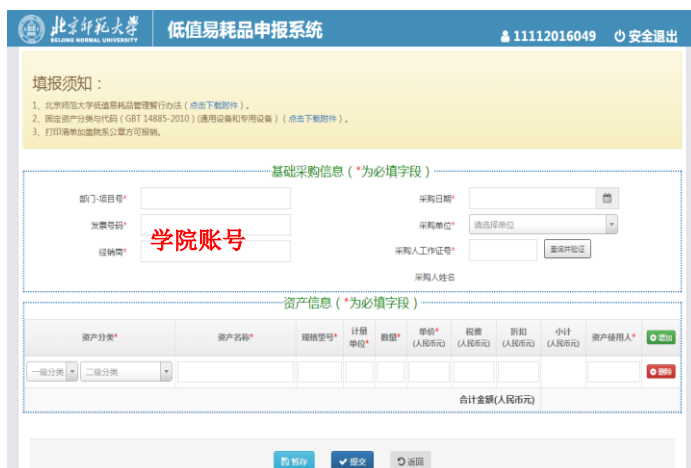 北京师范大学 低值易耗品申报系统
BEIJING NORMAL UNIVERSITY
11112016049 安全退出
填报须知：
1、北京师范大学低值易耗品管理暂行办法（点击下载附件）。
2、固定资产分类与代码（GBT 14885-2010）(通用设备和专用设备）（点击下载附件）。
3、打印清单加盖院系公章方可报销。
基础采购信息（*为必填字段）
部门-项目号* 采购日期*
发票号码* 采购单位* 请选择单位
学院账号
经销商* 采购人工作证号* 查询并验证
采购人姓名
资产信息（*为必填字段）
资产分类* 资产名称* 规格型号* 计量单位* 数量* 单价*(人民币元) 税费(人民币元) 折扣(人民币元) 小计(人民币元) 资产使用人* 增加
一级分类 二级分类 删除
合计金额(人民币元)
暂存 提交 返回